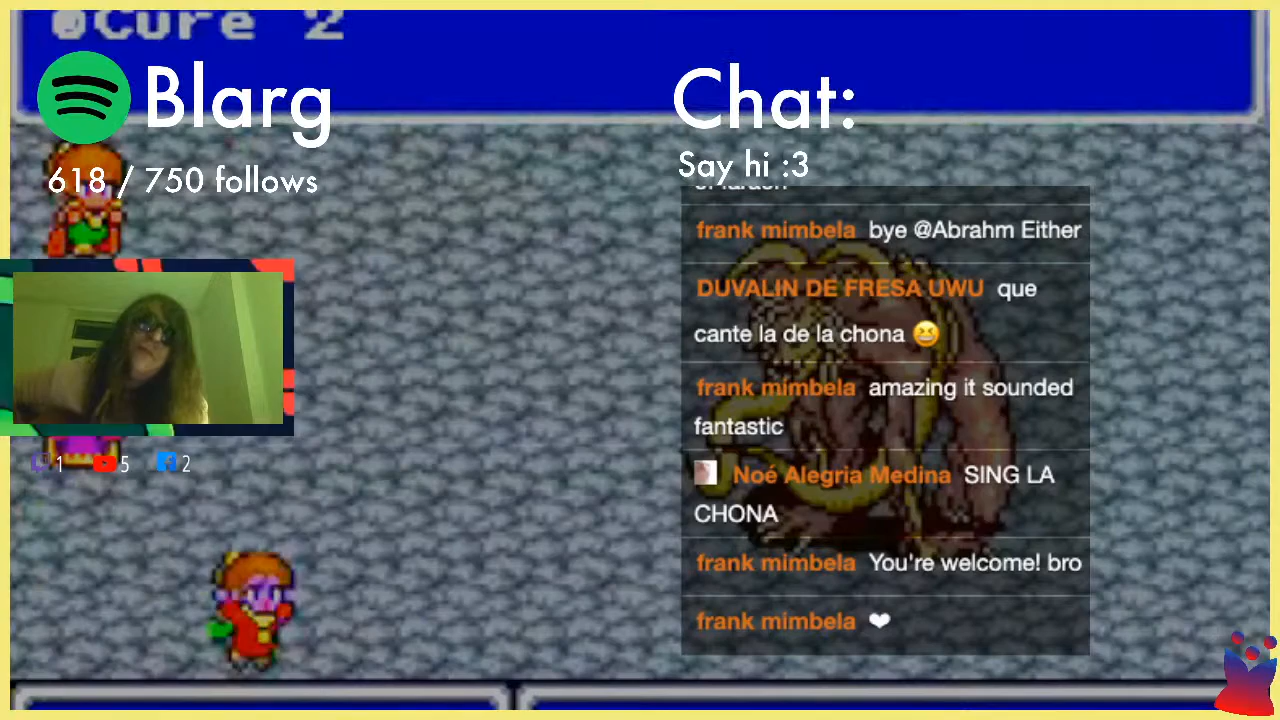 @Cure 2
Blarg
618 / 750 follows
1 5 2
Chat:
Say hi :3
frank mimbela bye @Abrahm Either
DUVALIN DE FRESA UWU que
cante la de la chona 😆
frank mimbela amazing it sounded
fantastic
Noé Alegria Medina SING LA
CHONA
frank mimbela You're welcome! bro
frank mimbela ❤